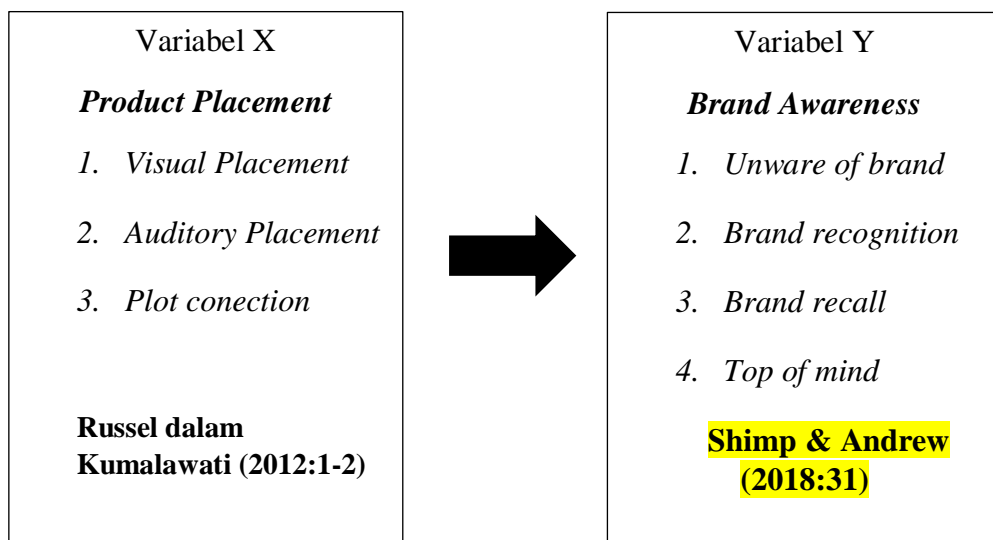 Variabel X
Product Placement
1. Visual Placement
2. Auditory Placement
3. Plot conection
Russel dalam
Kumalawati (2012:1-2)
Variabel Y
Brand Awareness
1. Unware of brand
2. Brand recognition
3. Brand recall
4. Top of mind
Shimp & Andrew
(2018:31)